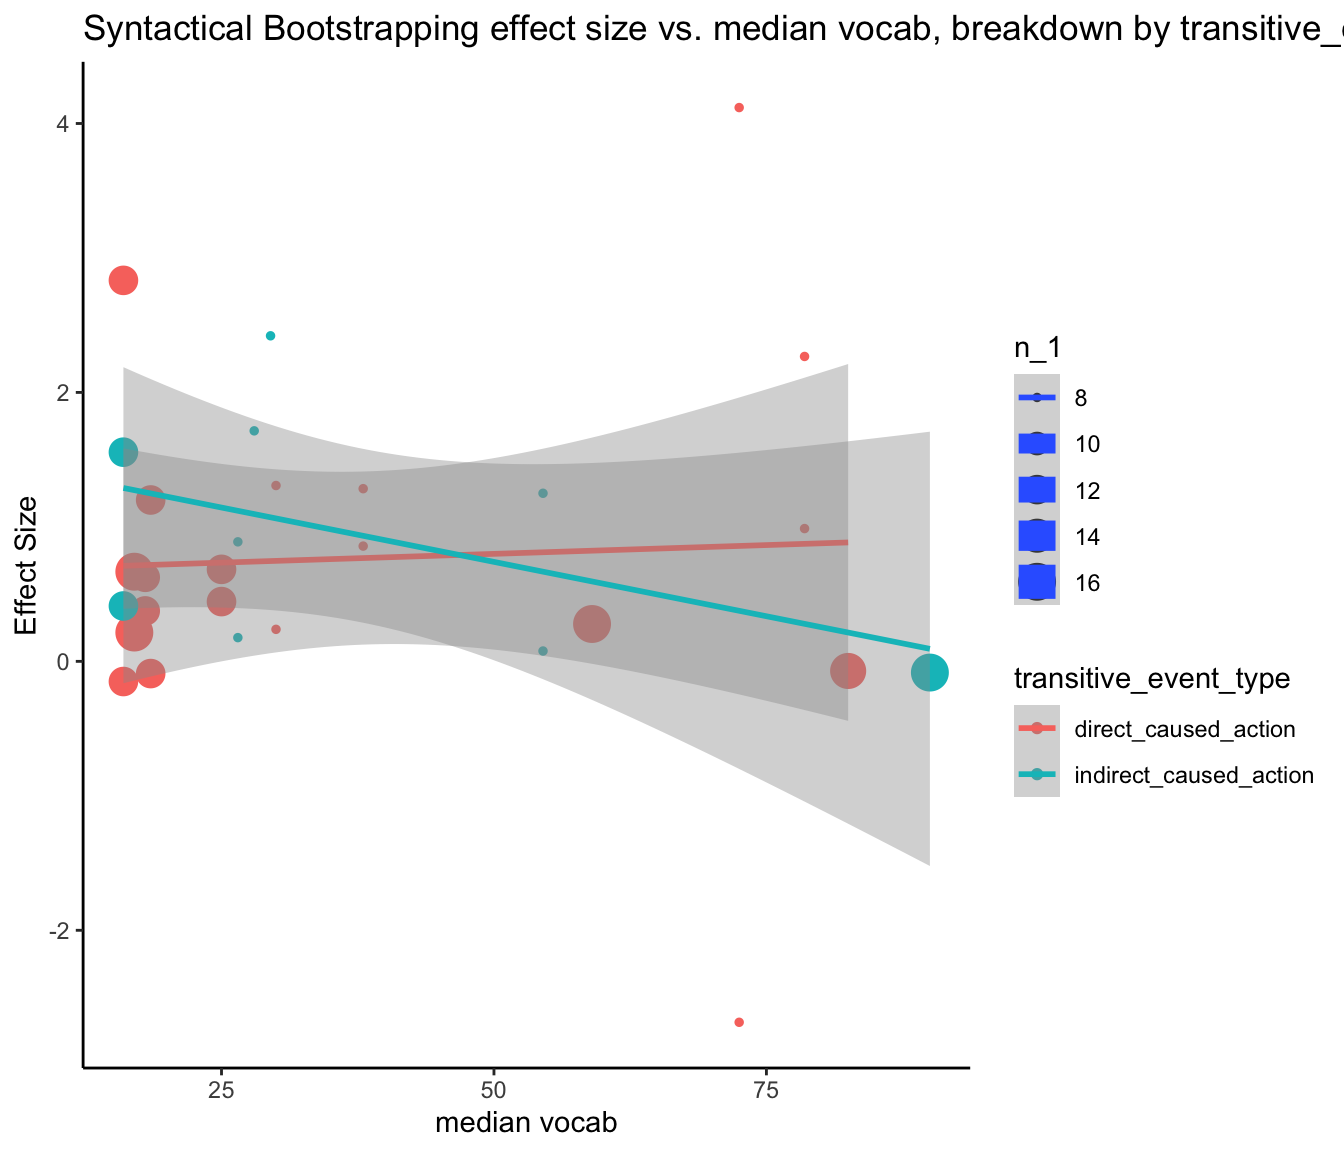 Syntactical Bootstrapping effect size vs. median vocab, breakdown by transitive_
4
2
0
-2
Effect Size
25
50
75
median vocab
n_1
8
10
12
14
16
transitive_event_type
direct_caused_action
indirect_caused_action